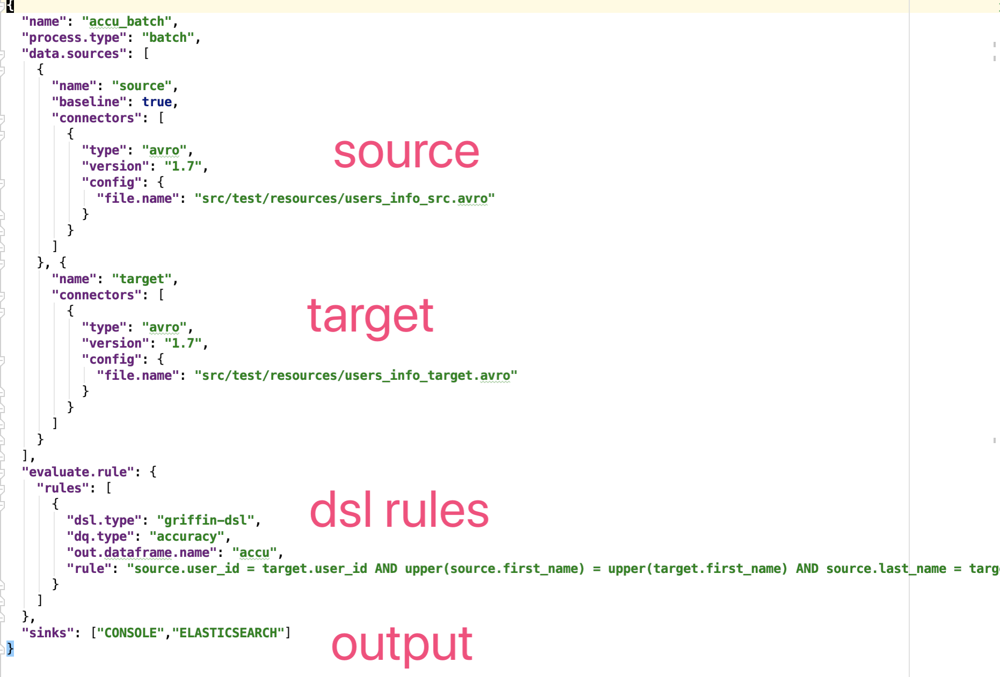 {
"name": "accu_batch",
"process.type": "batch",
"data.sources": [
{
"name": "source",
"baseline": true,
"connectors": [
{
"type": "avro",
"version": "1.7",
source
"config": {
"file.name": "src/test/resources/users_info_src.avro"
}
}
]
}, {
"name": "target",
"connectors": [
{
target
"type": "avro",
"version": "1.7",
"config": {
"file.name": "src/test/resources/users_info_target.avro"
}
}
]
}
],
"evaluate.rule": {
"rules": [
{
dsl rules
"dsl.type": "griffin-dsl",
"dq.type": "accuracy",
"out.dataframe.name": "accu",
"rule": "source.user_id = target.user_id AND upper(source.first_name) = upper(target.first_name) AND source.last_name =
}
]
},
"sinks": ["CONSOLE","ELASTICSEARCH"]
output
}